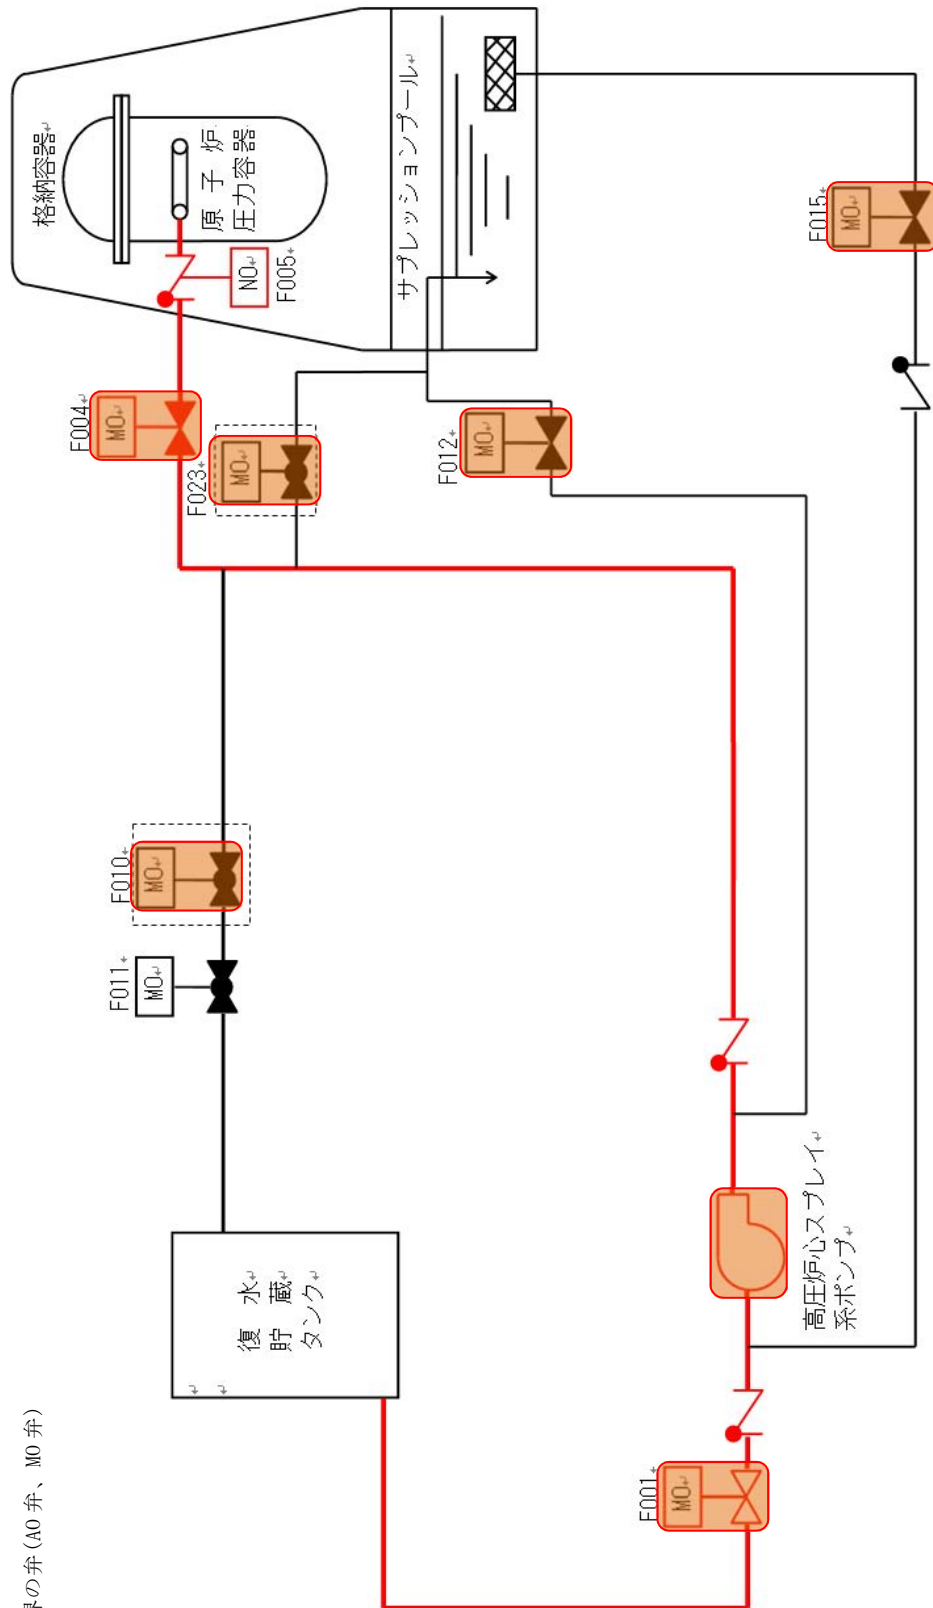 格納容器
原子炉
圧力容器
サプレッションプール
NO
F005
MO
F004
MO
F023
MO
F012
MO
F015
MO
F010
MO
F011
復水
貯蔵
タンク
高圧炉心スプレイ
系ポンプ
MO
F001
の弁(AO弁、MO弁)